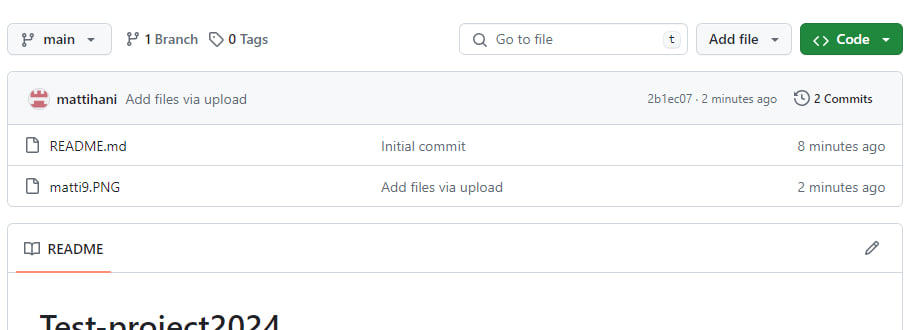 main 1 Branch 0 Tags Go to file t Add file Code
mattihani Add files via upload 2b1ec07 · 2 minutes ago 2 Commits
README.md Initial commit 8 minutes ago
matti9.PNG Add files via upload 2 minutes ago
README
Test-project2024